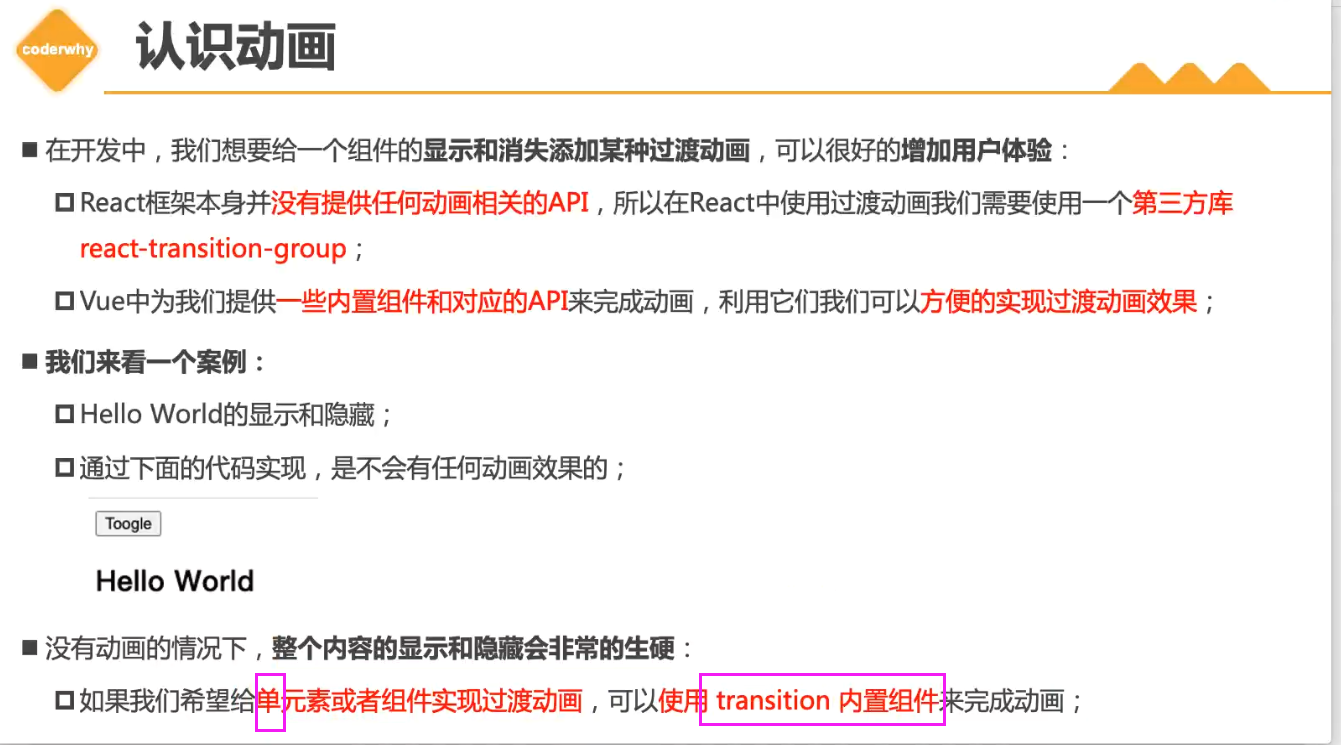 coderwhy
认识动画
在开发中，我们想要给一个组件的显示和消失添加某种过渡动画，可以很好的增加用户体验：
React框架本身并没有提供任何动画相关的API，所以在React中使用过渡动画我们需要使用一个第三方库
react-transition-group；
Vue中为我们提供一些内置组件和对应的API来完成动画，利用它们我们可以方便的实现过渡动画效果；
我们来看一个案例：
Hello World的显示和隐藏；
通过下面的代码实现，是不会有任何动画效果的；
Toogle
Hello World
没有动画的情况下，整个内容的显示和隐藏会非常的生硬：
如果我们希望给单元素或者组件实现过渡动画，可以使用 transition 内置组件来完成动画；